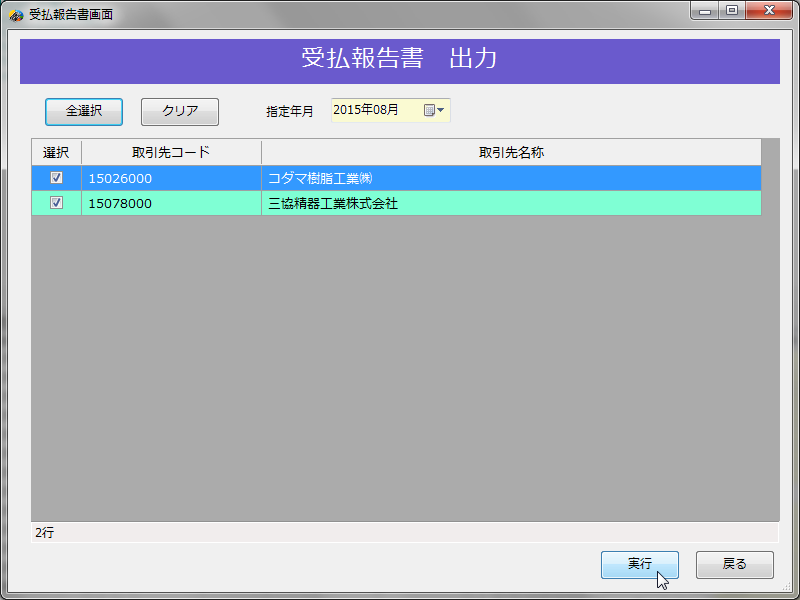 受払報告書画面
受払報告書 出力
全選択 クリア 指定年月 2015年08月
選択 取引先コード 取引先名称
15026000 コダマ樹脂工業㈱
15078000 三協精器工業株式会社
2行
実行 戻る